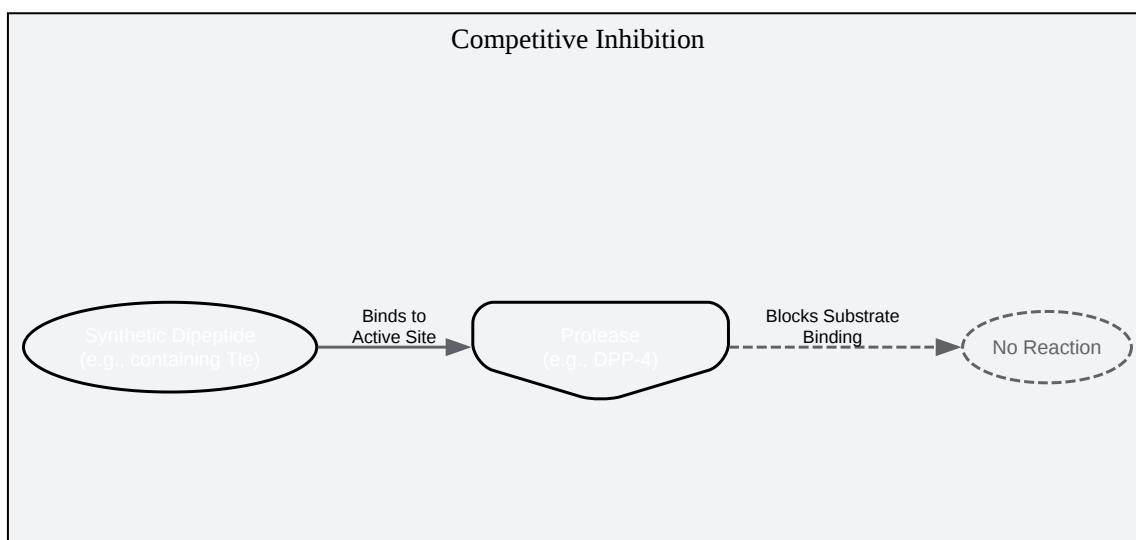 Competitive Inhibition
Synthetic Dipeptide
(e.g., containing Tle)
Binds to
Active Site
Protease
(e.g., DPP-4)
Blocks Substrate
Binding
No Reaction